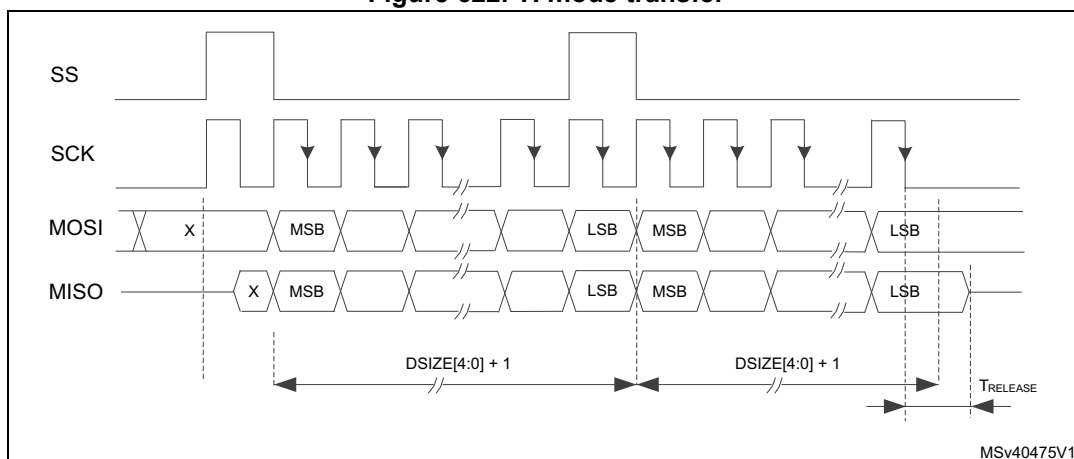 SS
SCK
MOSI X MSB LSB MSB LSB
MISO X MSB LSB MSB LSB
DSIZE[4:0] + 1 DSIZE[4:0] + 1
TRELEASE
MSv40475V1